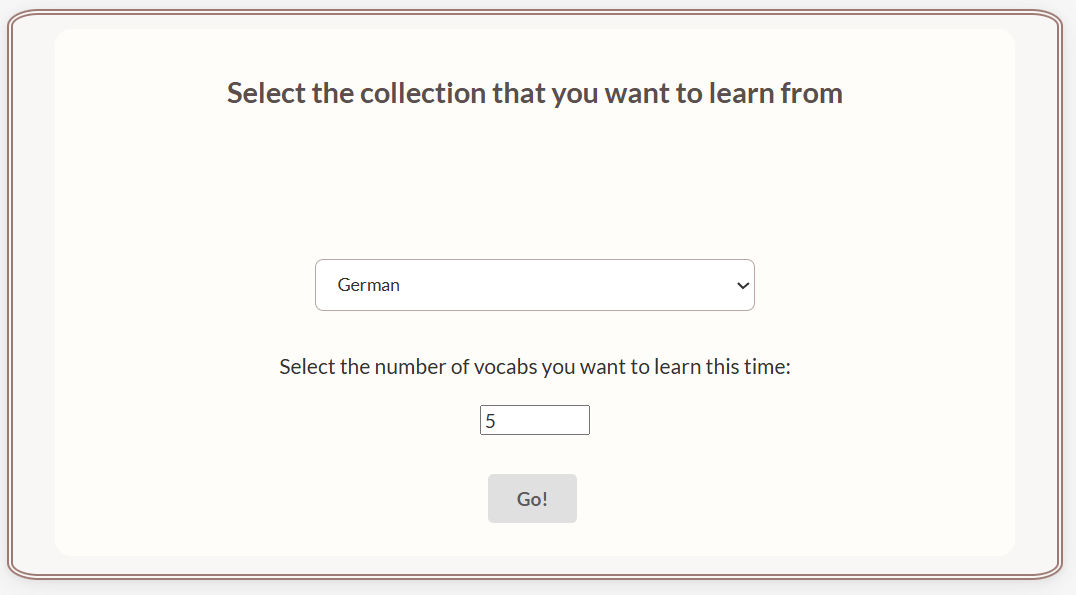 Select the collection that you want to learn from
German
Select the number of vocabs you want to learn this time:
5
Go!